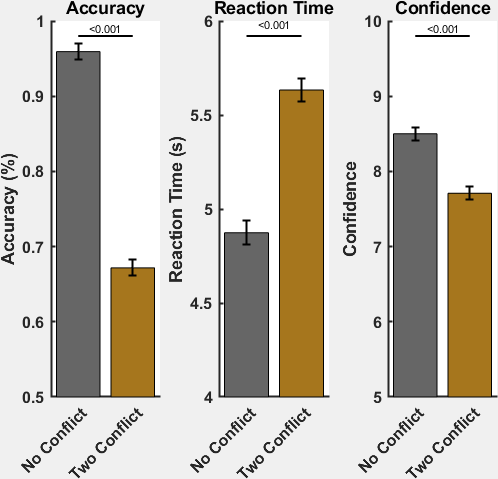 Accuracy
<0.001
1
0.9
0.8
0.7
0.6
0.5
Accuracy (%)
No Conflict
Two Conflict
Reaction Time
<0.001
6
5.5
5
4.5
4
Reaction Time (s)
No Conflict
Two Conflict
Confidence
<0.001
10
9
8
7
6
5
Confidence
No Conflict
Two Conflict